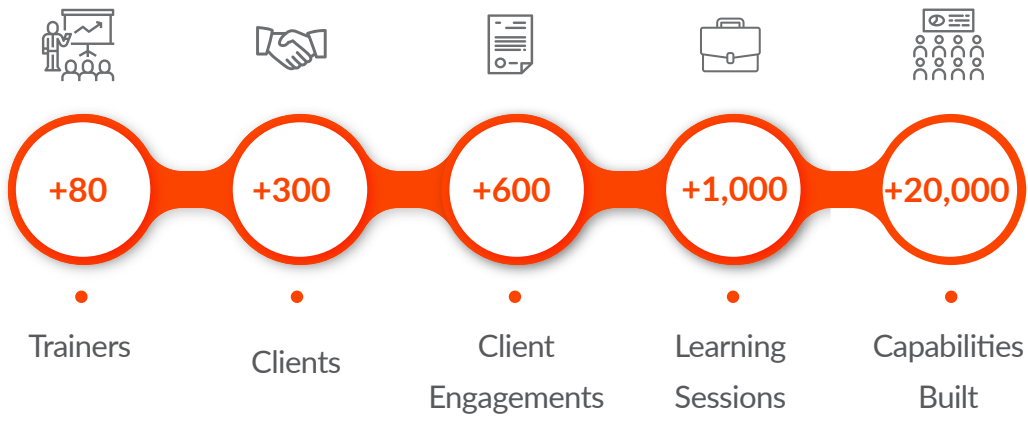 +80
+300
+600
+1,000
+20,000
Trainers
Clients
Client
Engagements
Learning
Sessions
Capabilities
Built